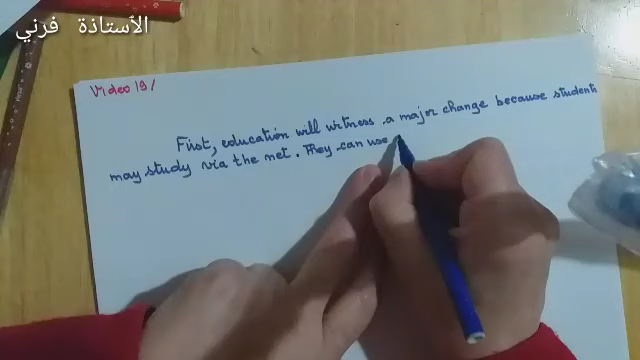 الأستاذة فرني
Video 19/
First, education will witness a major change because students
may study via the net. They can use